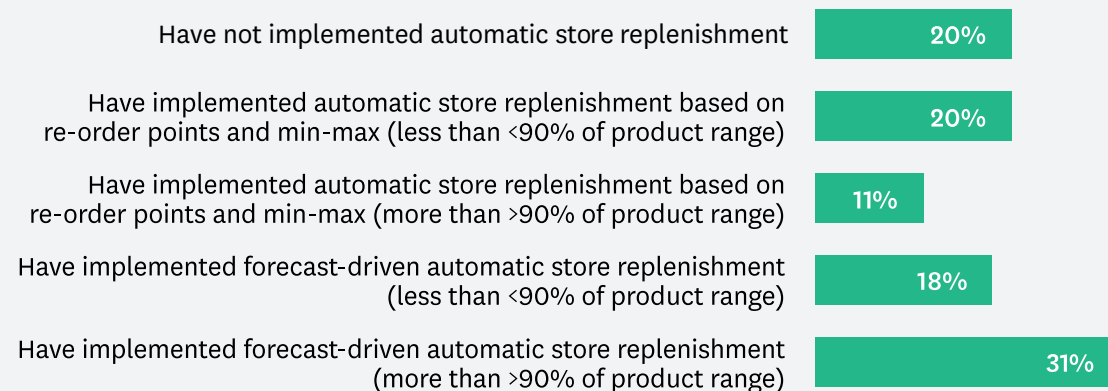 Have not implemented automatic store replenishment
20%
Have implemented automatic store replenishment based on
re-order points and min-max (less than <90% of product range)
20%
Have implemented automatic store replenishment based on
re-order points and min-max (more than >90% of product range)
11%
Have implemented forecast-driven automatic store replenishment
(less than <90% of product range)
18%
Have implemented forecast-driven automatic store replenishment
(more than >90% of product range)
31%